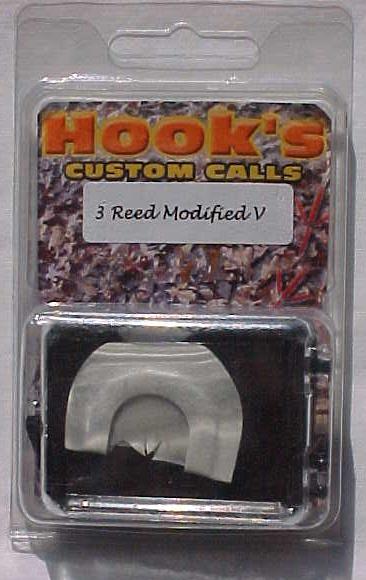 Hook's
CUSTOM CALLS
3 Reed Modified V